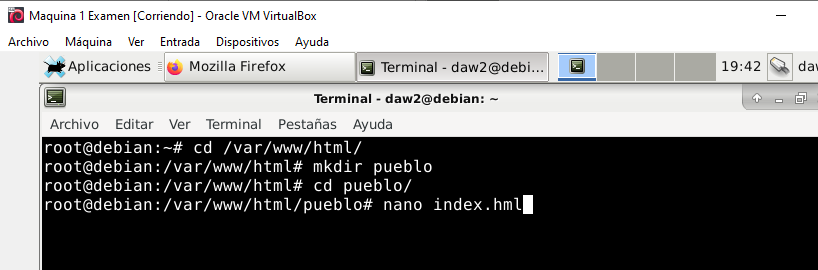 Maquina 1 Examen [Corriendo] - Oracle VM VirtualBox
Archivo Máquina Ver Entrada Dispositivos Ayuda
Aplicaciones Mozilla Firefox Terminal - daw2@debi... 19:42 daw
Terminal - daw2@debian: ~
Archivo Editar Ver Terminal Pestañas Ayuda
root@debian:~# cd /var/www/html/
root@debian:/var/www/html# mkdir pueblo
root@debian:/var/www/html# cd pueblo/
root@debian:/var/www/html/pueblo# nano index.hml